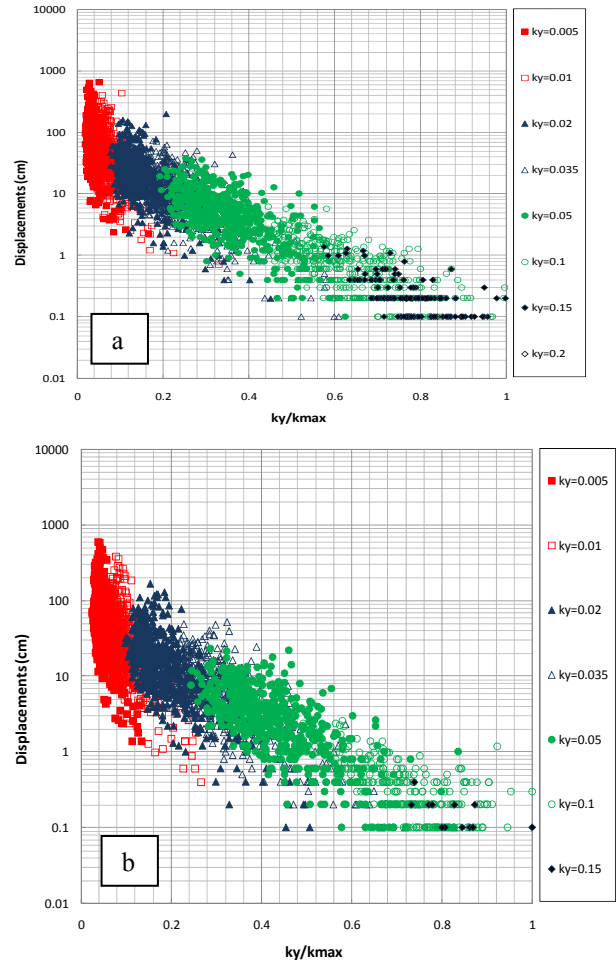 10000
1000
100
10
1
0.1
0.01
Displacements (cm)
0 0.2 0.4 0.6 0.8 1
ky/kmax
a
ky=0.005
ky=0.01
ky=0.02
ky=0.035
ky=0.05
ky=0.1
ky=0.15
ky=0.2
10000
1000
100
10
1
0.1
0.01
Displacements (cm)
0 0.2 0.4 0.6 0.8 1
ky/kmax
b
ky=0.005
ky=0.01
ky=0.02
ky=0.035
ky=0.05
ky=0.1
ky=0.15